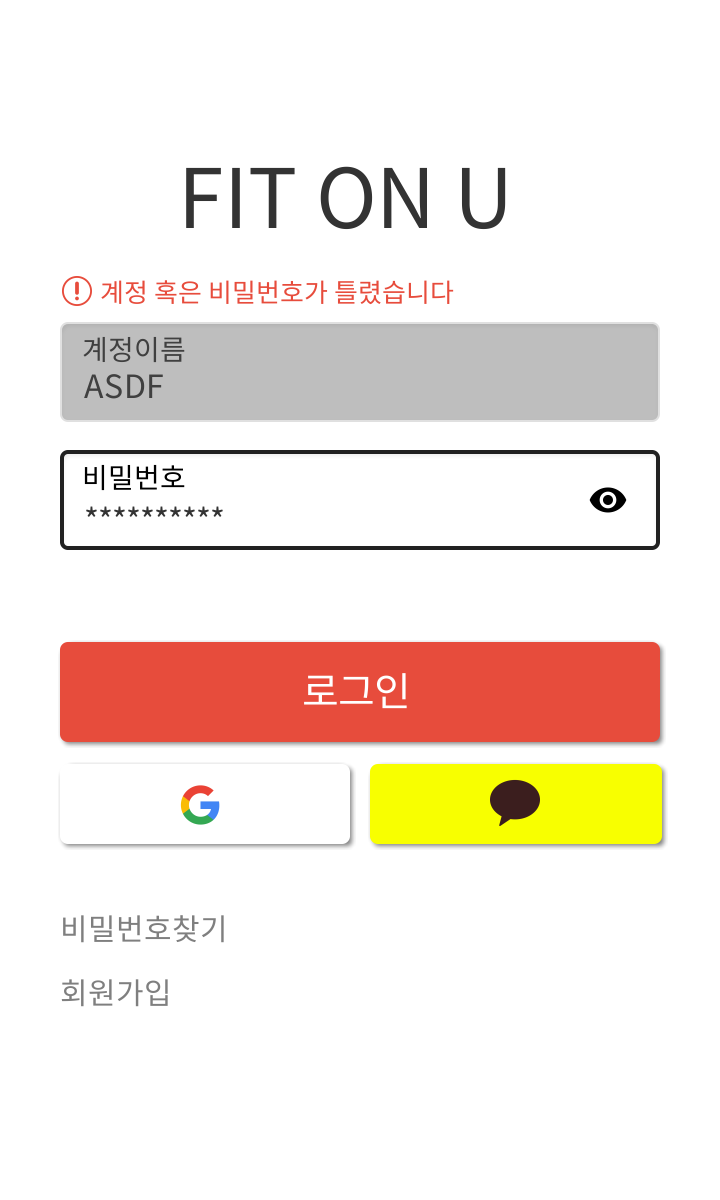 FIT ON U
계정 혹은 비밀번호가 틀렸습니다
계정이름
ASDF
비밀번호
**********
로그인
비밀번호찾기
회원가입